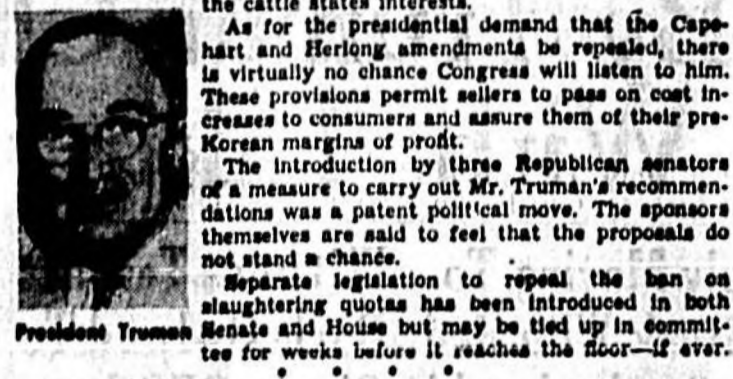 the cattle states interests.
As for the presidential demand that the Cape-
hart and Herlong amendments be repealed, there
is virtually no chance Congress will listen to him.
These provisions permit sellers to pass on cost in-
creases to consumers and assure them of their pre-
Korean margins of profit.
The introduction by three Republican senators
of a measure to carry out Mr. Truman's recommen-
dations was a patent political move. The sponsors
themselves are said to feel that the proposals do
not stand a chance.
Separate legislation to repeal the ban on
slaughtering quotas has been introduced in both
Senate and House but may be tied up in commit-
tee for weeks before it reaches the floor—if ever.
President Truman